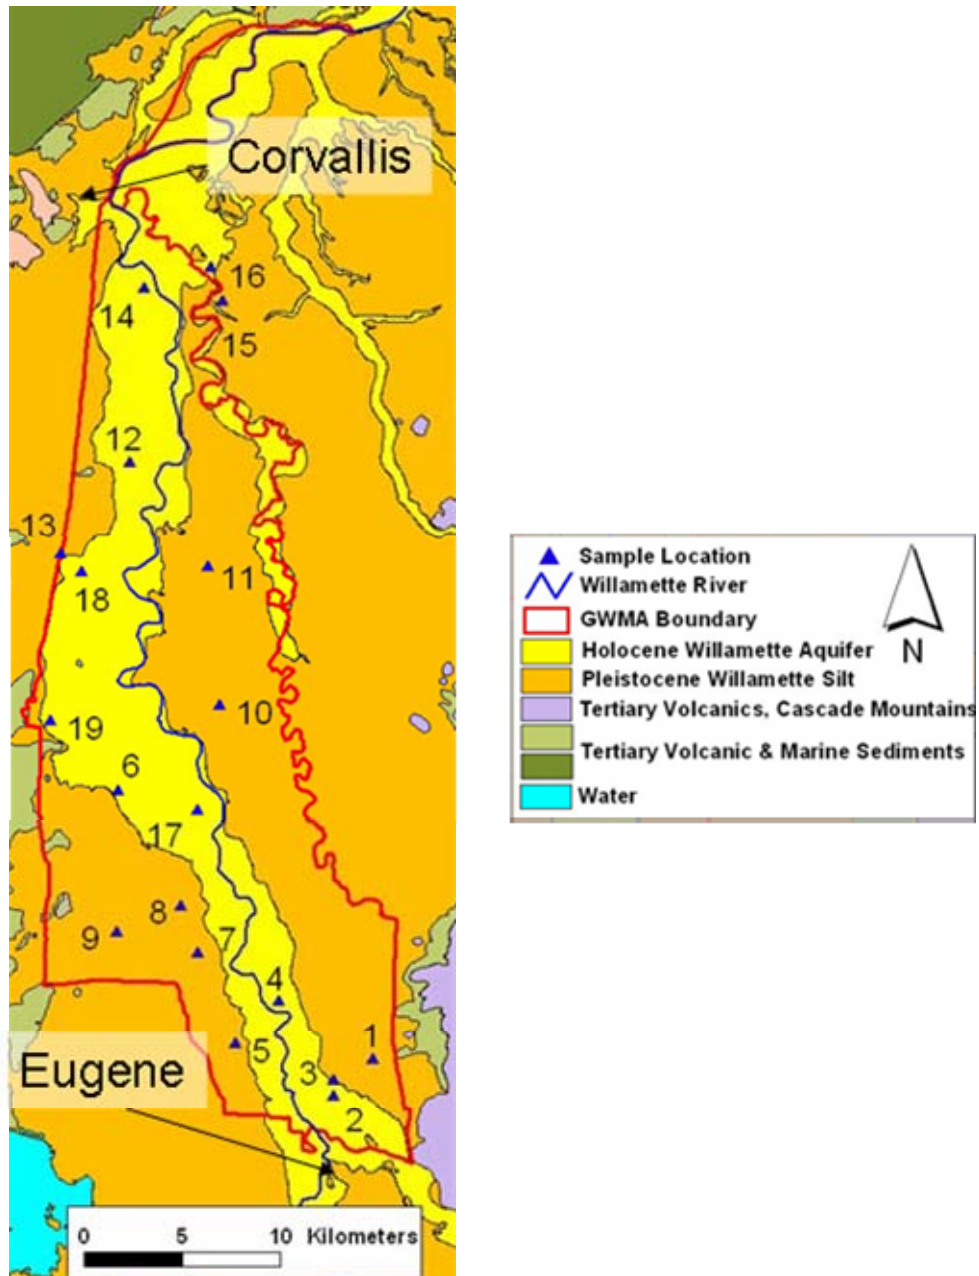 Corvallis
16
14
15
12
13
11
18
10
19
6
17
8
7
9
4
1
5
3
Eugene
2
0 5 10 Kilometers
Sample Location
Willamette River
GWMA Boundary
Holocene Willamette Aquifer
Pleistocene Willamette Silt
Tertiary Volcanics, Cascade Mountains
Tertiary Volcanic & Marine Sediments
Water
N